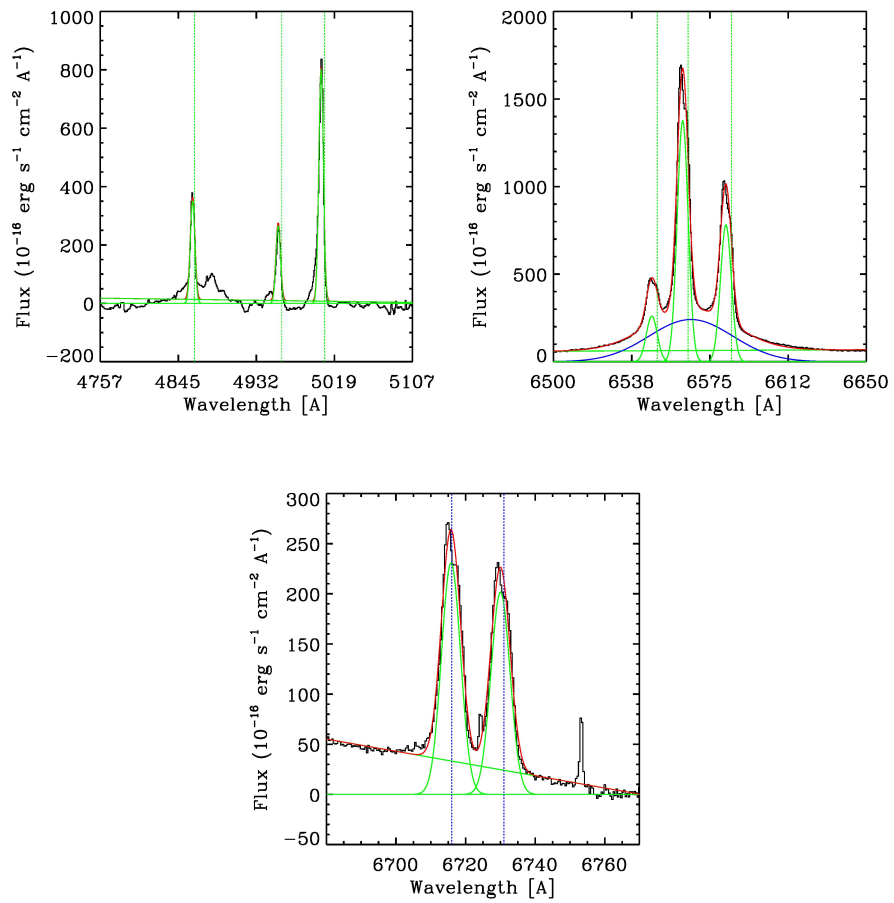 1000
800
600
400
200
0
−200
Flux (10⁻¹⁶ erg s⁻¹ cm⁻² A⁻¹)
4757 4845 4932 5019 5107
Wavelength [A]
2000
1500
1000
500
0
Flux (10⁻¹⁶ erg s⁻¹ cm⁻² A⁻¹)
6500 6538 6575 6612 6650
Wavelength [A]
300
250
200
150
100
50
0
−50
Flux (10⁻¹⁶ erg s⁻¹ cm⁻² A⁻¹)
6700 6720 6740 6760
Wavelength [A]